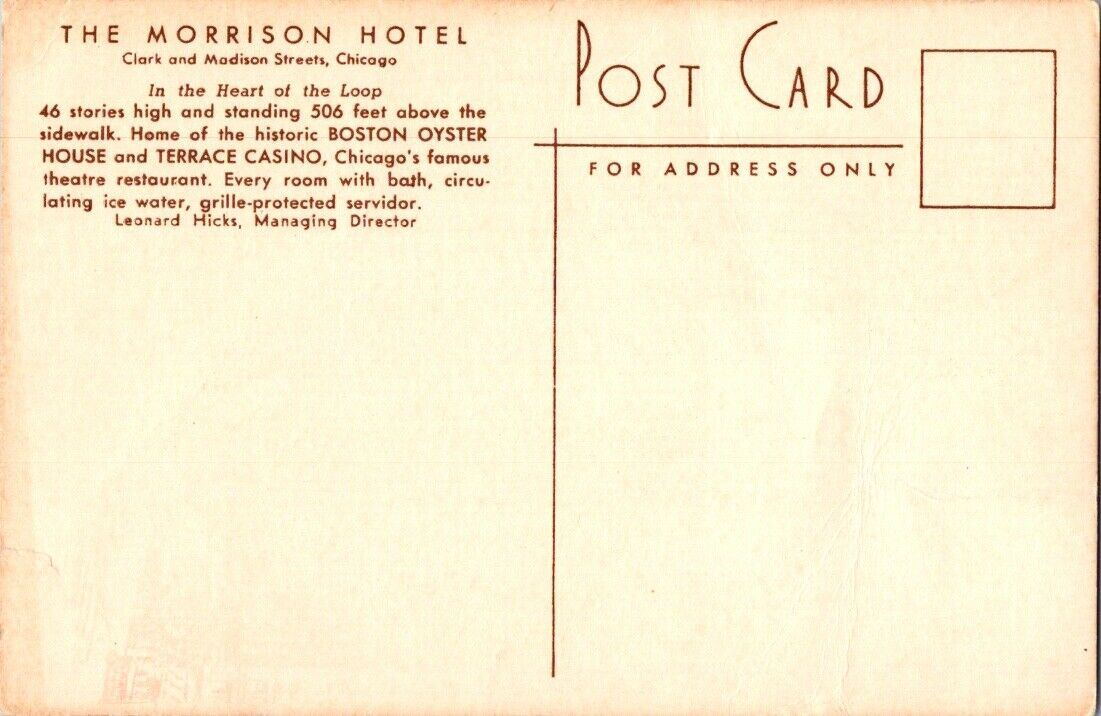 THE MORRISON HOTEL
Clark and Madison Streets, Chicago
In the Heart of the Loop
46 stories high and standing 506 feet above the
sidewalk. Home of the historic BOSTON OYSTER
HOUSE and TERRACE CASINO, Chicago's famous
theatre restaurant. Every room with bath, circu-
lating ice water, grille-protected servidor.
Leonard Hicks, Managing Director
POST CARD
FOR ADDRESS ONLY